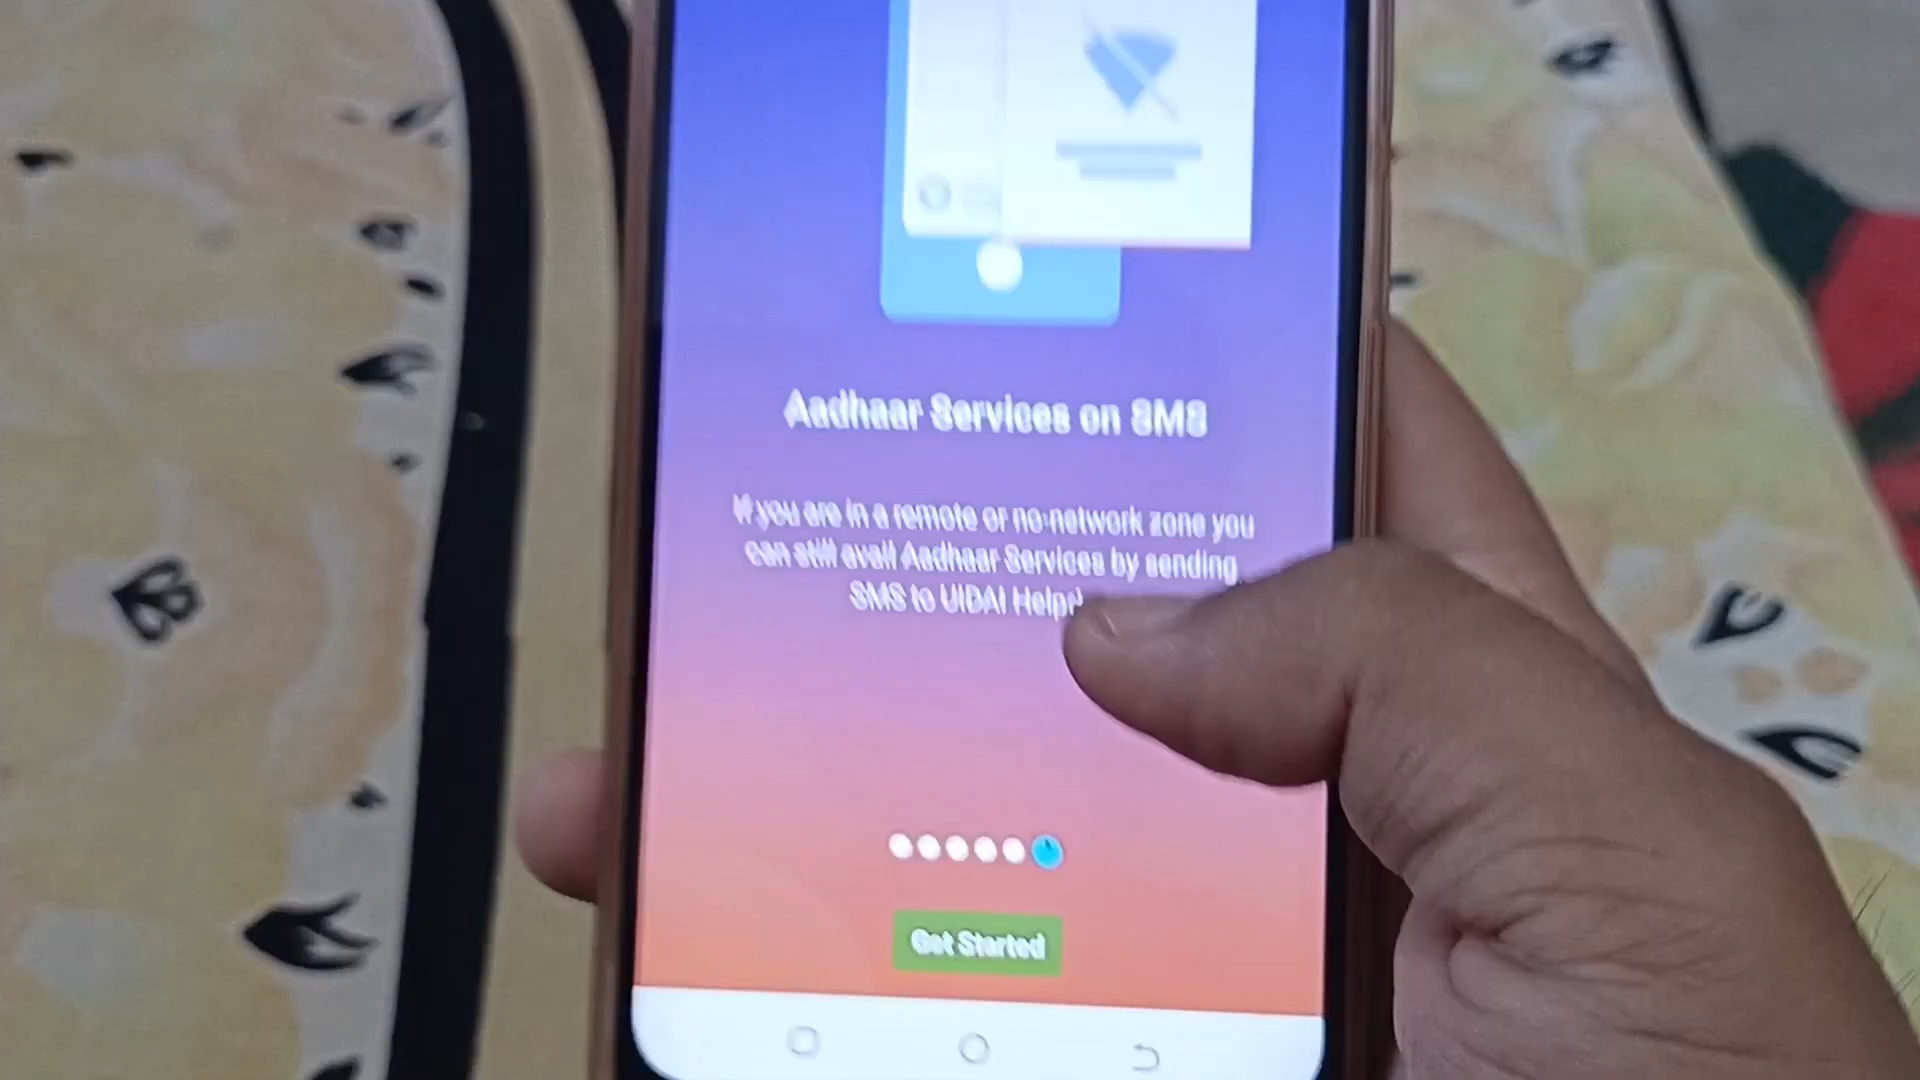 Aadhaar Services on SMS
If you are in a remote or no-network zone you
can still avail Aadhaar Services by sending
SMS to UIDAI
Get Started